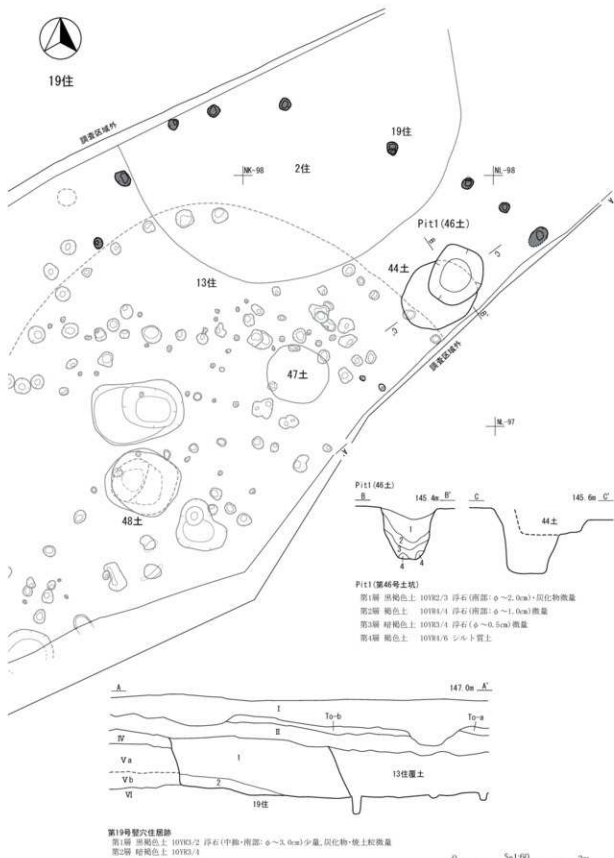 19住
調査区域外
19住
2住
NK-98
NL-98
A
Pit1(46土)
B
C
44土
13住
C'
B'
調査区域外
47土
NL-97
A'
48土
Pit1(46土)
B 145.4m B'
C 145.6m C'
1
2
3
4 4
44土
Pit1(第46号土坑)
第1層 黒褐色土 10YR2/3 浮石(南部:φ～2.0cm)・炭化物微量
第2層 褐色土 10YR4/4 浮石(南部:φ～1.0cm)微量
第3層 暗褐色土 10YR3/4 浮石(φ～0.5cm)微量
第4層 褐色土 10YR4/6 シルト質土
A 147.0m A'
I
To-b
To-a
II
IV
Va
1
13住覆土
Vb
2
VI
19住
第19号竪穴住居跡
第1層 黒褐色土 10YR3/2 浮石(中掫・南部:φ～3.0cm)少量,炭化物・焼土粒微量
第2層 暗褐色土 10YR3/4
0 S=1/60 2m